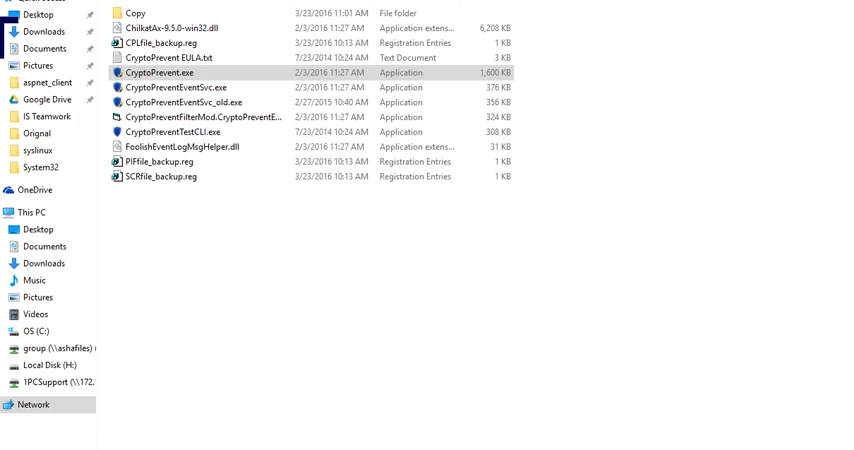 Desktop
Downloads
Documents
Pictures
aspnet_client
Google Drive
IS Teamwork
Orignal
syslinux
System32
OneDrive
This PC
Desktop
Documents
Downloads
Music
Pictures
Videos
OS (C:)
group (\\ashafiles) (
Local Disk (H:)
1PCSupport (\\172.
Network
Copy 3/23/2016 11:01 AM File folder
ChilkatAx-9.5.0-win32.dll 2/3/2016 11:27 AM Application extens... 6,208 KB
CPLfile_backup.reg 3/23/2016 10:13 AM Registration Entries 1 KB
CryptoPrevent EULA.txt 7/23/2014 10:24 AM Text Document 3 KB
CryptoPrevent.exe 2/3/2016 11:27 AM Application 1,600 KB
CryptoPreventEventSvc.exe 2/3/2016 11:27 AM Application 376 KB
CryptoPreventEventSvc_old.exe 2/27/2015 10:40 AM Application 356 KB
CryptoPreventFilterMod.CryptoPreventE... 2/3/2016 11:27 AM Application 324 KB
CryptoPreventTestCLI.exe 7/23/2014 10:24 AM Application 308 KB
FoolishEventLogMsgHelper.dll 2/3/2016 11:27 AM Application extens... 31 KB
PIFfile_backup.reg 3/23/2016 10:13 AM Registration Entries 1 KB
SCRfile_backup.reg 3/23/2016 10:13 AM Registration Entries 1 KB